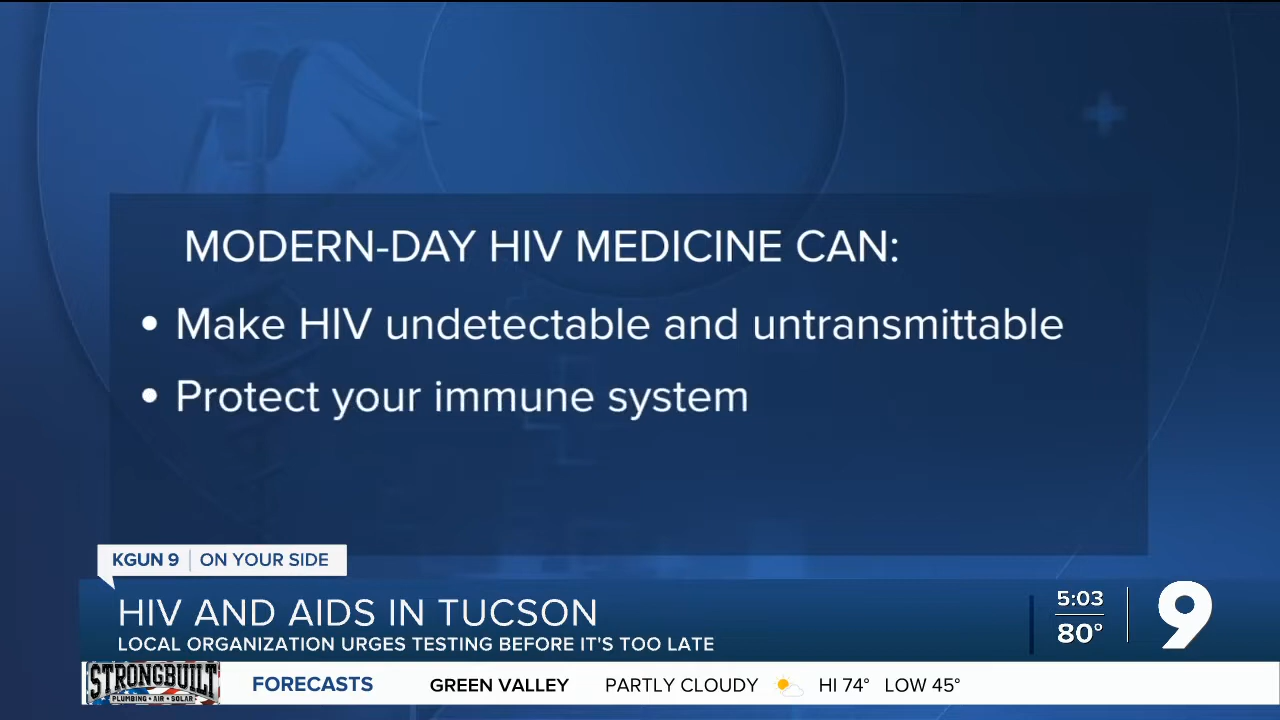 MODERN-DAY HIV MEDICINE CAN:
• Make HIV undetectable and untransmittable
• Protect your immune system
KGUN 9 | ON YOUR SIDE
HIV AND AIDS IN TUCSON
LOCAL ORGANIZATION URGES TESTING BEFORE IT'S TOO LATE
5:03
80°
9
STRONGBUILT
PLUMBING • AIR • SOLAR
FORECASTS GREEN VALLEY PARTLY CLOUDY HI 74° LOW 45°